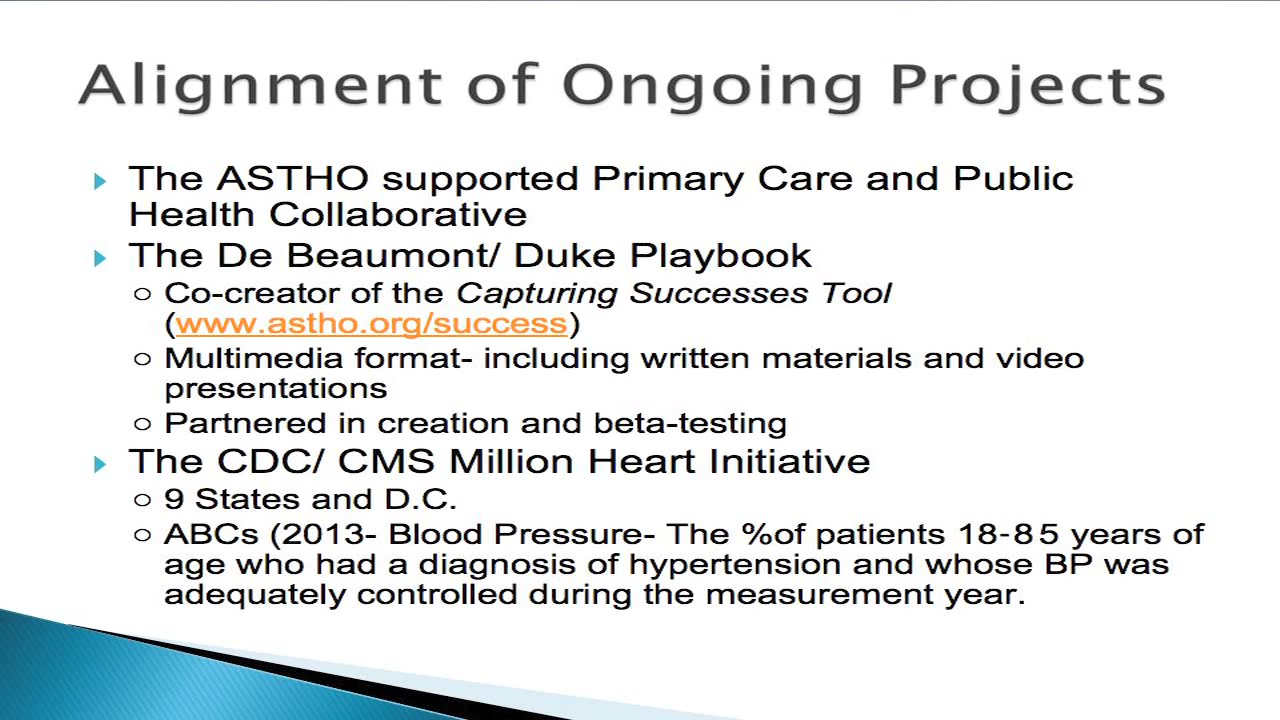 Alignment of Ongoing Projects
The ASTHO supported Primary Care and Public
Health Collaborative
The De Beaumont/ Duke Playbook
Co-creator of the Capturing Successes Tool
(www.astho.org/success)
Multimedia format- including written materials and video
presentations
Partnered in creation and beta-testing
The CDC/ CMS Million Heart Initiative
9 States and D.C.
ABCs (2013- Blood Pressure- The %of patients 18-85 years of
age who had a diagnosis of hypertension and whose BP was
adequately controlled during the measurement year.